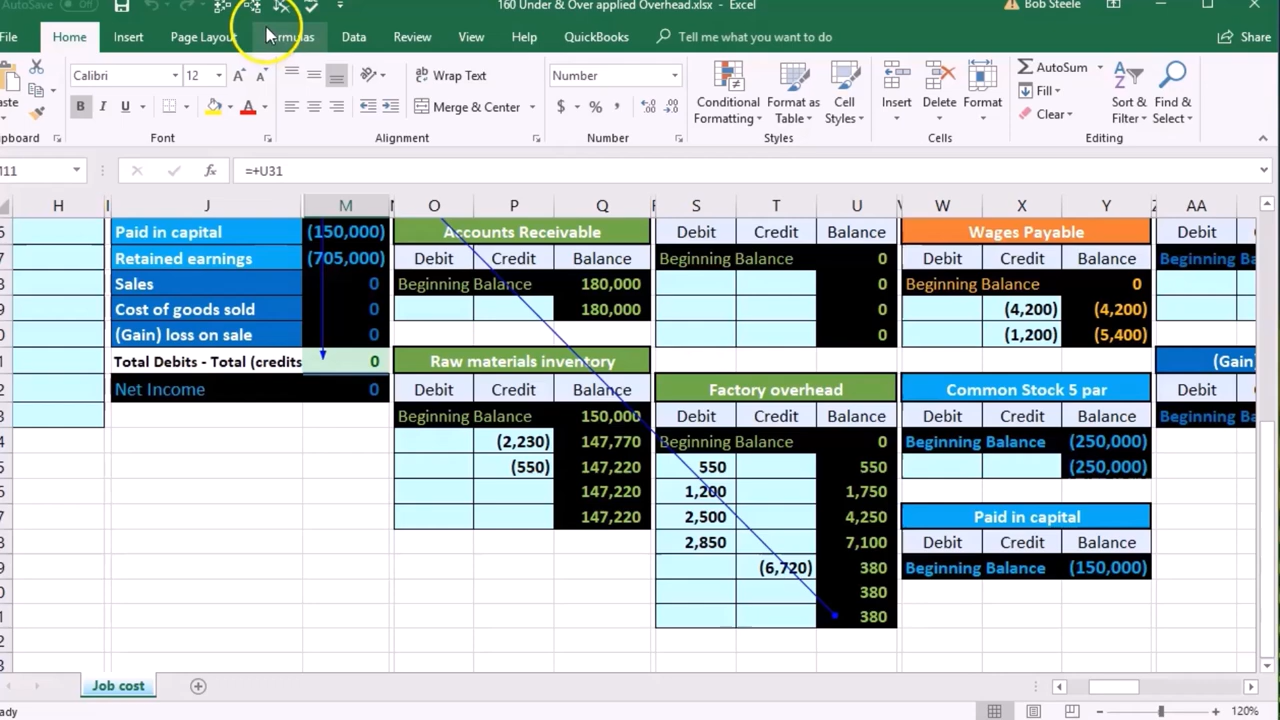 AutoSave Off 160 Under & Over applied Overhead.xlsx - Excel Bob Steele
File Home Insert Page Layout Formulas Data Review View Help QuickBooks Tell me what you want to do Share
Calibri 12 Wrap Text Number AutoSum
Fill
B I U Merge & Center $ % , Conditional Formatting Format as Table Cell Styles Insert Delete Format Clear Sort & Filter Find & Select
pboard Font Alignment Number Styles Cells Editing
M11 fx =+U31
H I J M O P Q S T U W X Y Z AA
Paid in capital (150,000) Accounts Receivable Debit Credit Balance Wages Payable Debit
Retained earnings (705,000) Debit Credit Balance Beginning Balance 0 Debit Credit Balance
Sales 0 Beginning Balance 180,000 0 Beginning Balance 0
Cost of goods sold 0 180,000 0 (4,200) (4,200)
(Gain) loss on sale 0 0 (1,200) (5,400)
Total Debits - Total (credits 0 Raw materials inventory (Gain)
Net Income 0 Debit Credit Balance Factory overhead Common Stock 5 par Debit
Beginning Balance 150,000 Debit Credit Balance Debit Credit Balance
(2,230) 147,770 Beginning Balance 0 Beginning Balance (250,000)
(550) 147,220 550 550 (250,000)
147,220 1,200 1,750
147,220 2,500 4,250 Paid in capital
2,850 7,100 Debit Credit Balance
(6,720) 380 Beginning Balance (150,000)
380
380
Job cost
120%